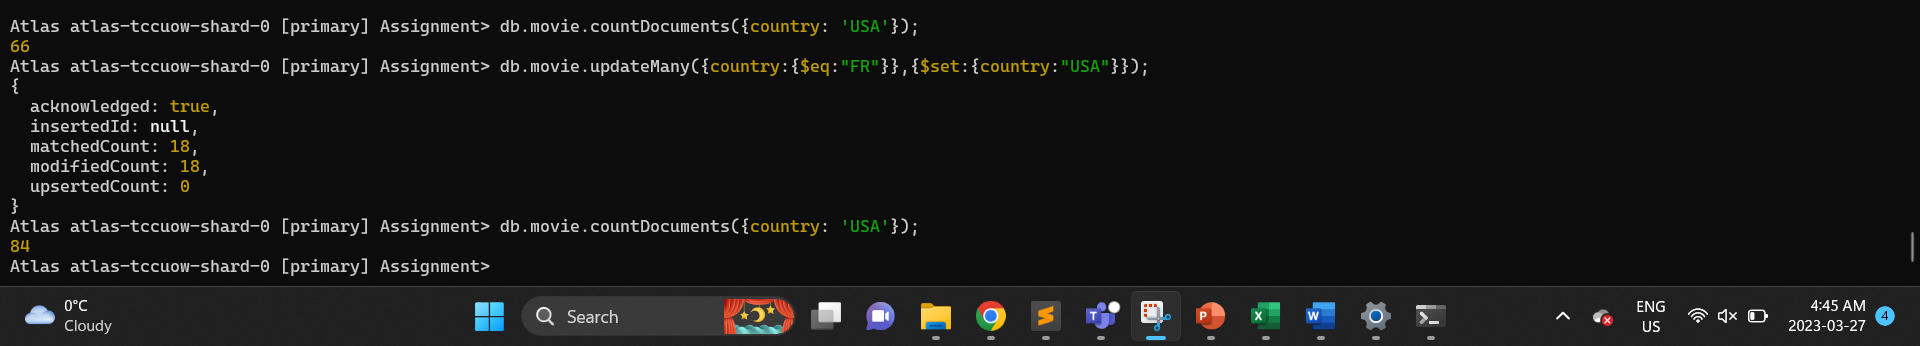 Atlas atlas-tccuow-shard-0 [primary] Assignment> db.movie.countDocuments({country: 'USA'});
66
Atlas atlas-tccuow-shard-0 [primary] Assignment> db.movie.updateMany({country:{$eq:"FR"}},{$set:{country:"USA"}});
{
  acknowledged: true,
  insertedId: null,
  matchedCount: 18,
  modifiedCount: 18,
  upsertedCount: 0
}
Atlas atlas-tccuow-shard-0 [primary] Assignment> db.movie.countDocuments({country: 'USA'});
84
Atlas atlas-tccuow-shard-0 [primary] Assignment>
0°C
Cloudy
Search
T
P
X
W
ENG
US
4:45 AM
2023-03-27
4